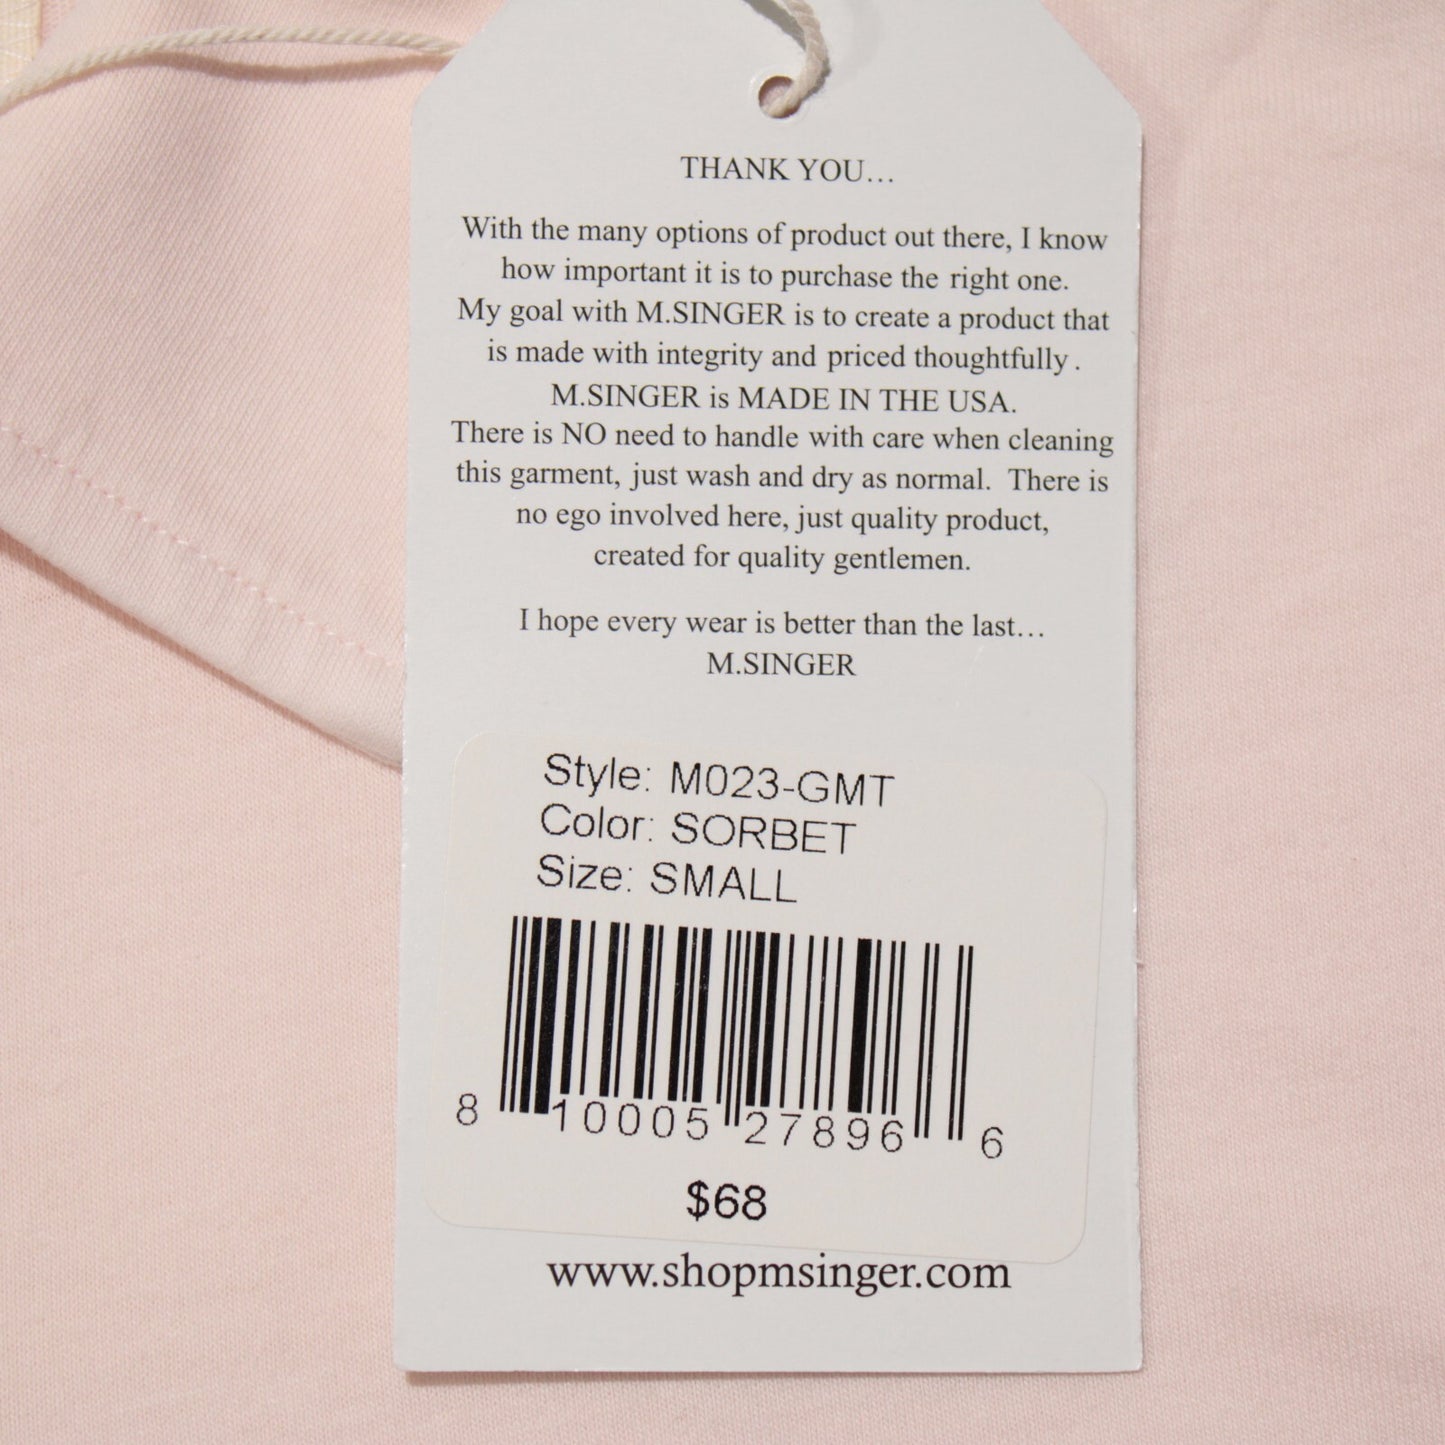 THANK YOU...
With the many options of product out there, I know
how important it is to purchase the right one.
My goal with M.SINGER is to create a product that
is made with integrity and priced thoughtfully.
M.SINGER is MADE IN THE USA.
There is NO need to handle with care when cleaning
this garment, just wash and dry as normal. There is
no ego involved here, just quality product,
created for quality gentlemen.
I hope every wear is better than the last...
M.SINGER
Style: M023-GMT
Color: SORBET
Size: SMALL
8 10005 27896 6
$68
www.shopmsinger.com